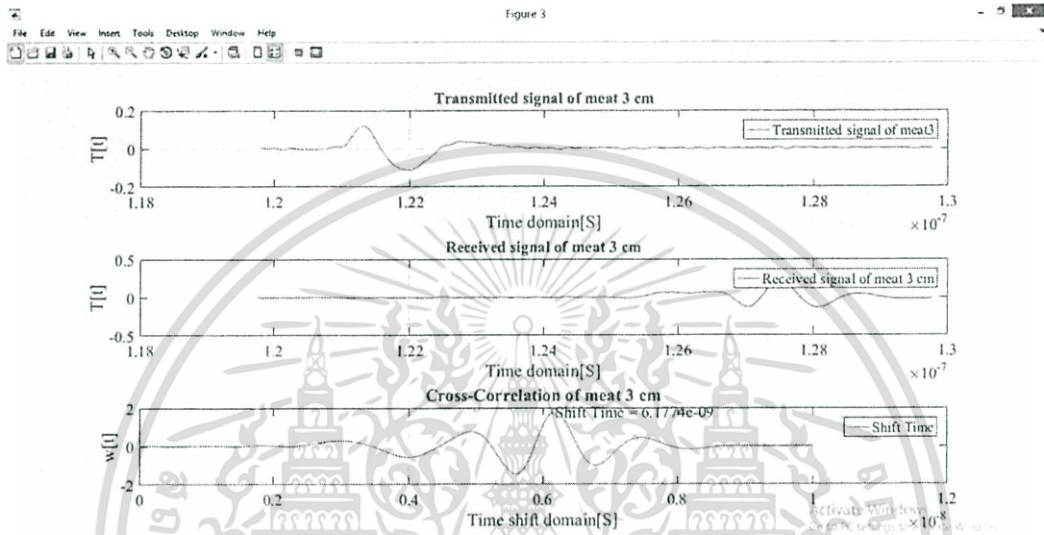 Figure 3
File Edit View Insert Tools Desktop Window Help
Transmitted signal of meat 3 cm
T[t]
0.2
0
-0.2
Transmitted signal of meat3
1.18 1.2 1.22 1.24 1.26 1.28 1.3
×10-7
Time domain[S]
Received signal of meat 3 cm
T[t]
0.5
0
-0.5
Received signal of meat 3 cm
1.18 1.2 1.22 1.24 1.26 1.28 1.3
×10-7
Time domain[S]
Cross-Correlation of meat 3 cm
w[t]
2
0
-2
Shift Time = 6.1774e-09
Shift Time
0 0.2 0.4 0.6 0.8 1 1.2
×10-8
Time shift domain[S]
Activate Windows